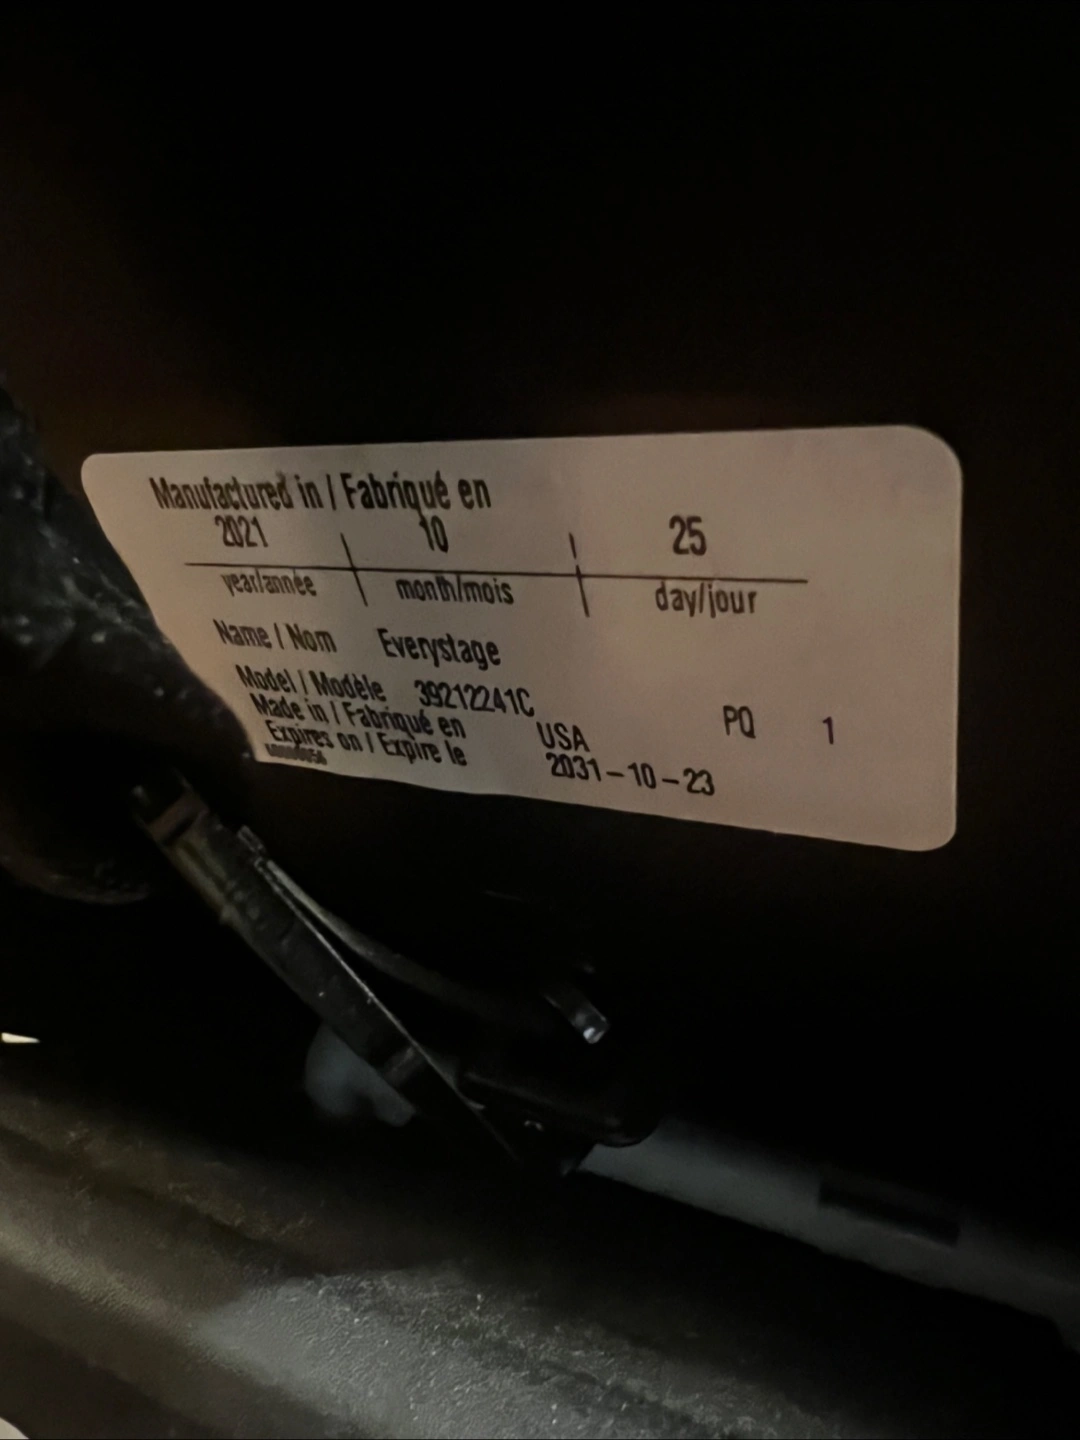 Manufactured in / Fabriqué en
2021 10 25
year/année month/mois day/jour
Name / Nom Everystage
Model / Modèle 39212241C
Made in / Fabriqué en USA PQ 1
Expires on / Expire le 2031-10-23